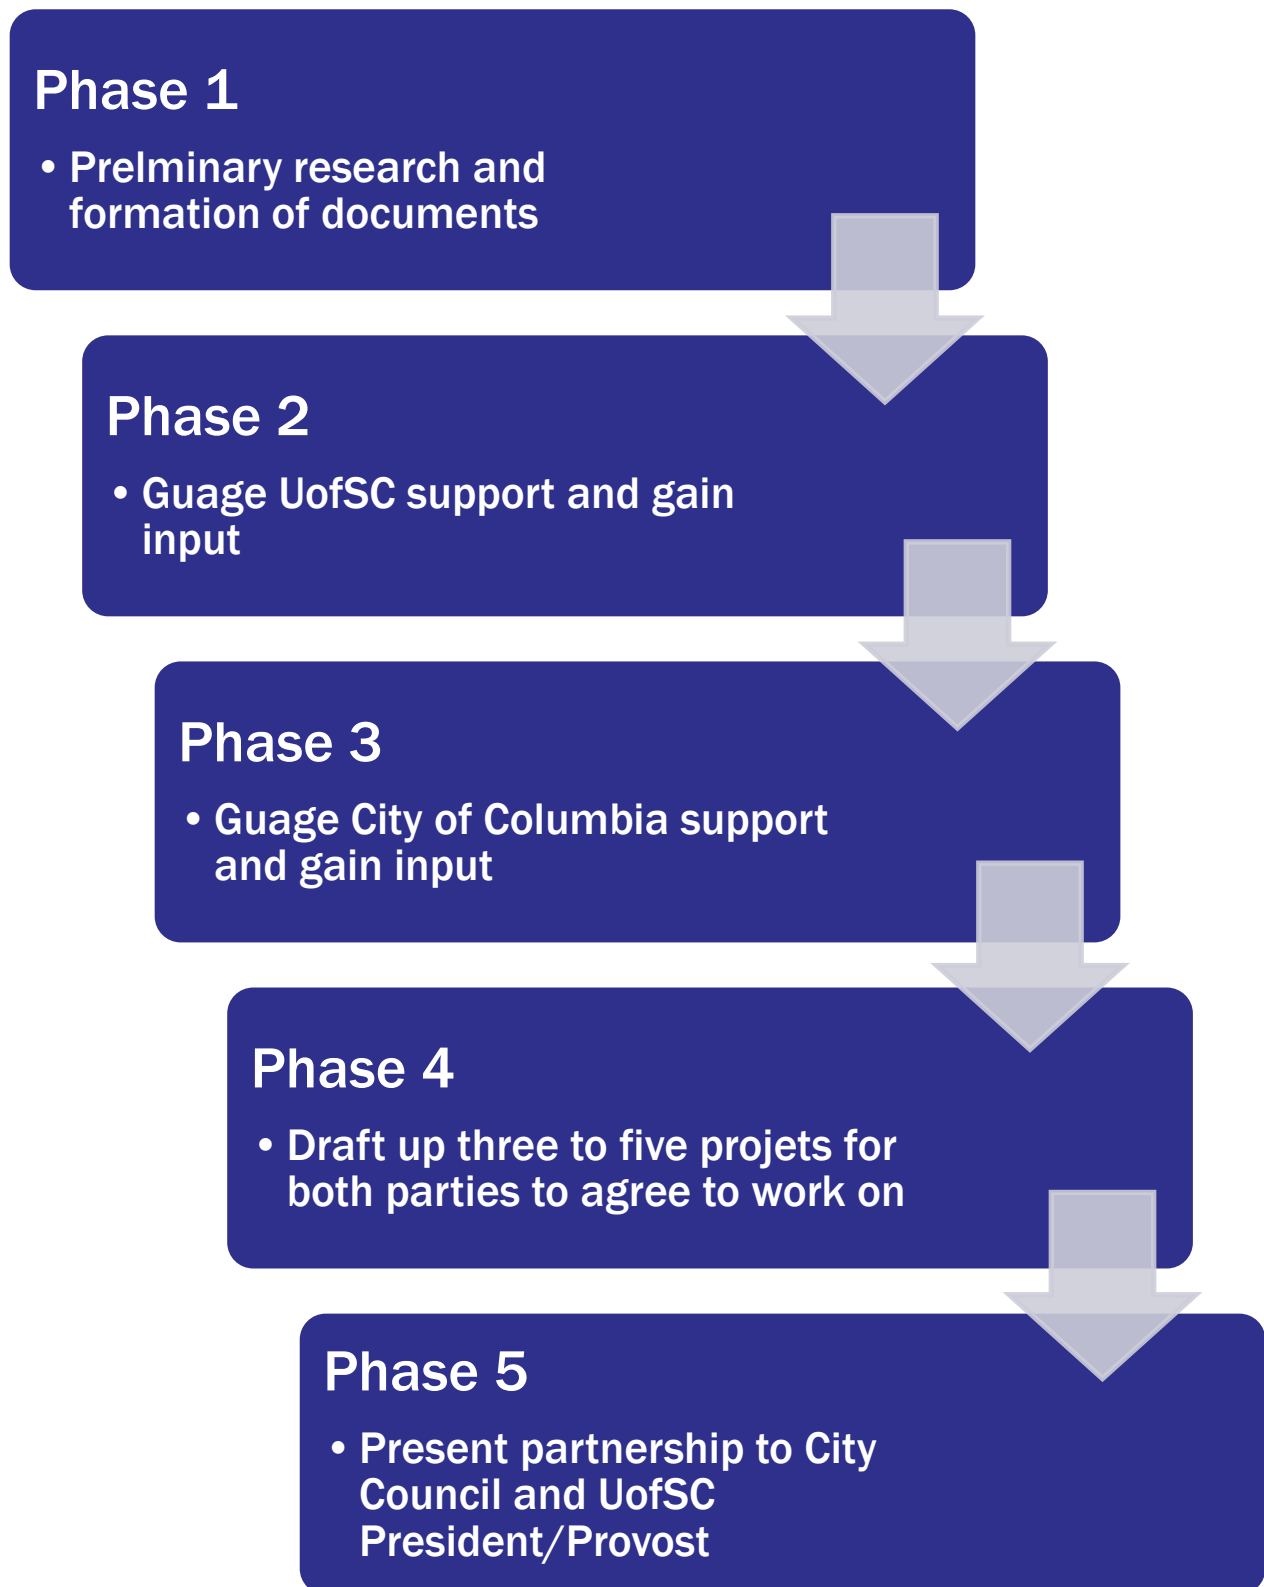 Phase 1
• Prelminary research and
formation of documents
Phase 2
• Guage UofSC support and gain
input
Phase 3
• Guage City of Columbia support
and gain input
Phase 4
• Draft up three to five projets for
both parties to agree to work on
Phase 5
• Present partnership to City
Council and UofSC
President/Provost